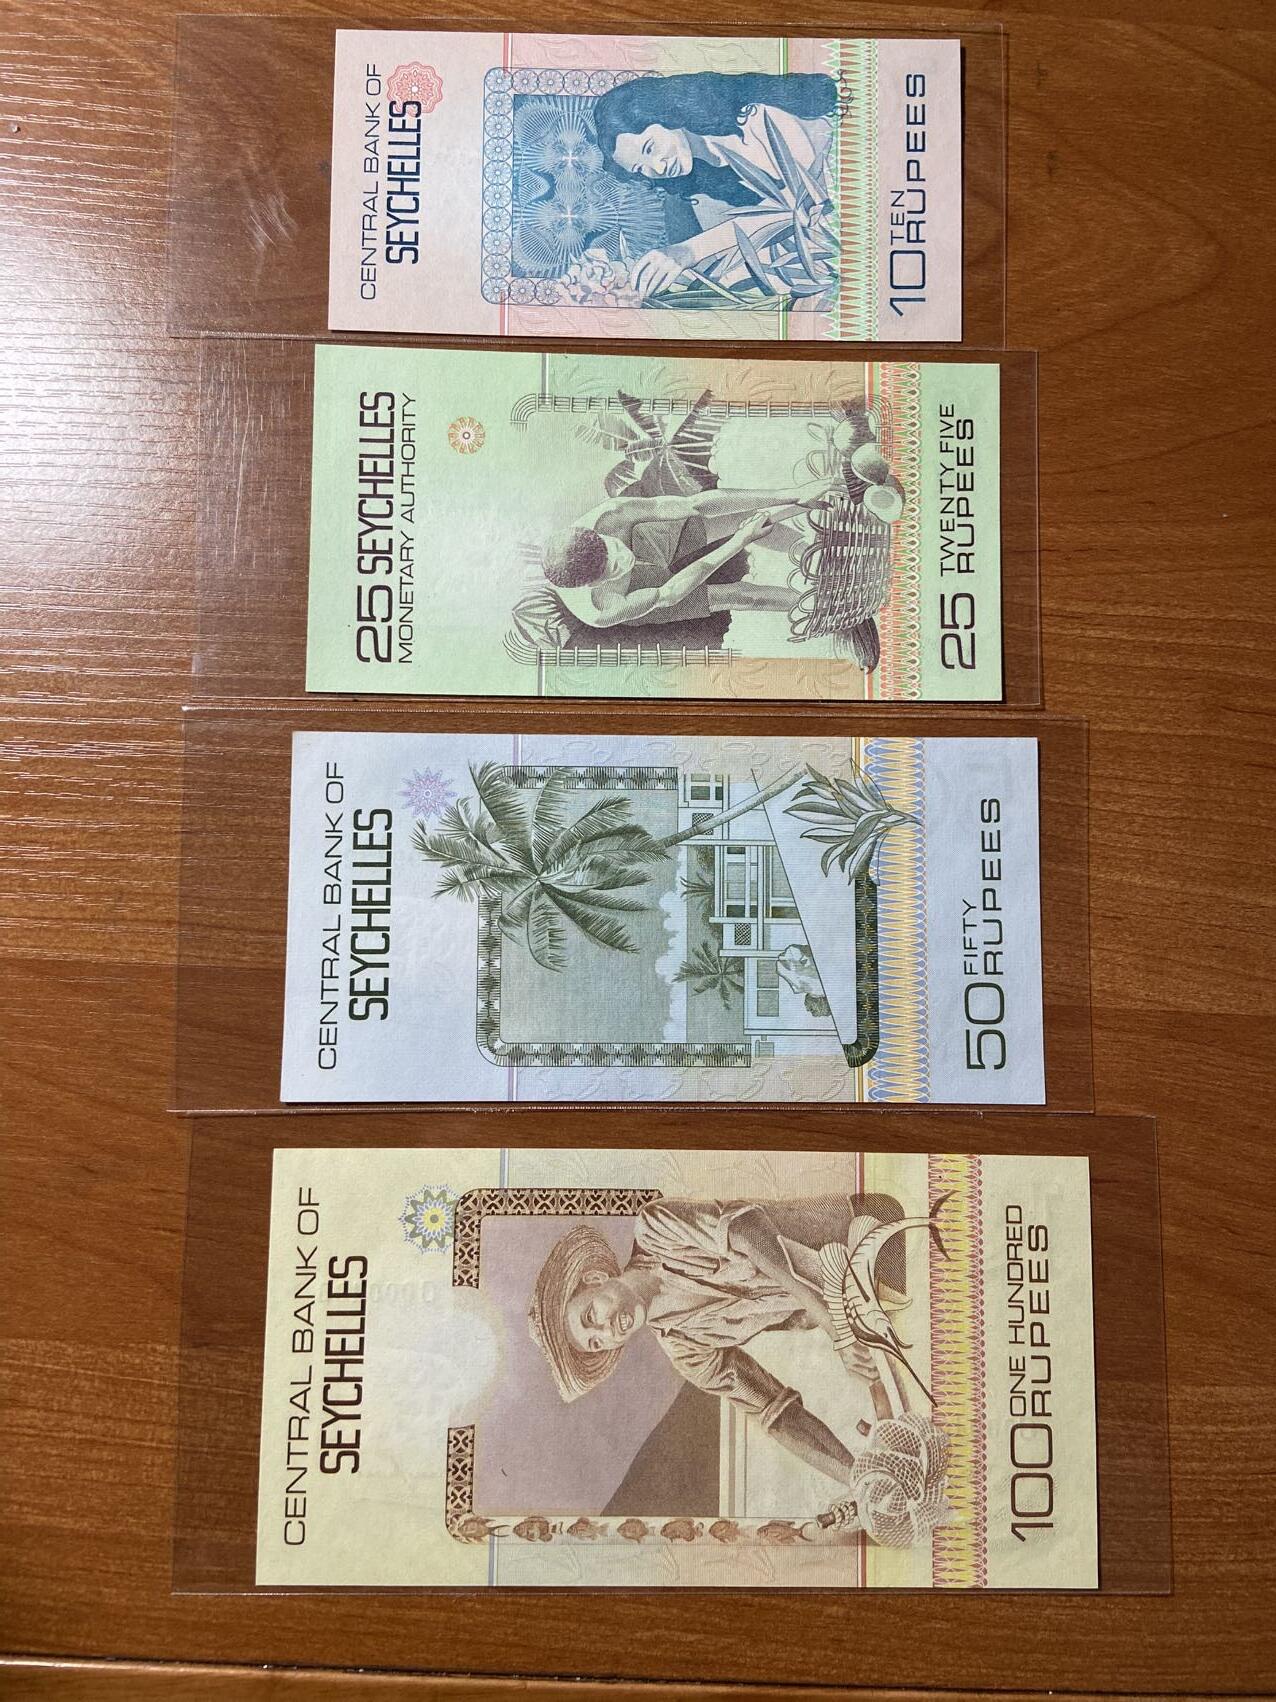 CENTRAL BANK OF
SEYCHELLES
TEN
10 RUPEES
25 SEYCHELLES
MONETARY AUTHORITY
TWENTY FIVE
25 RUPEES
CENTRAL BANK OF
SEYCHELLES
FIFTY
50 RUPEES
CENTRAL BANK OF
SEYCHELLES
ONE HUNDRED
100 RUPEES